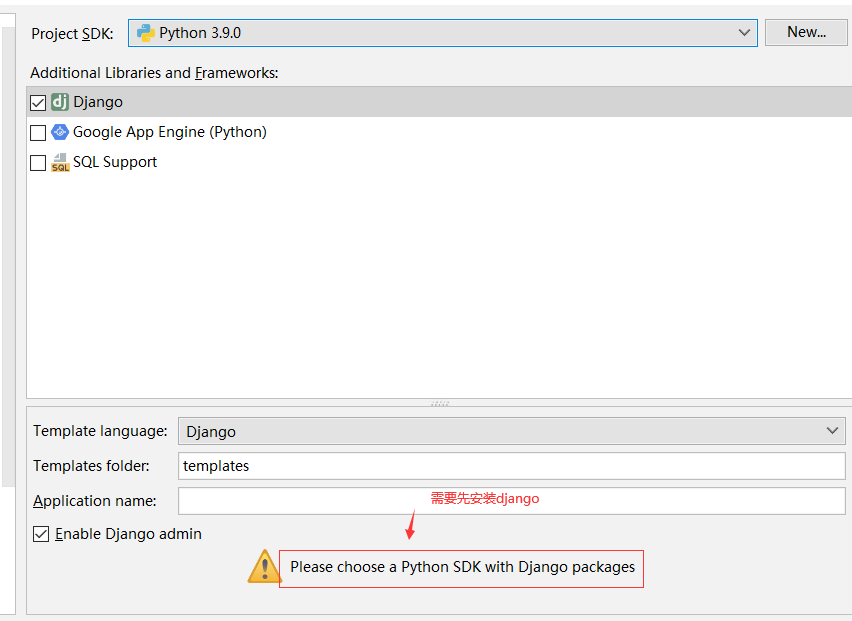 Project SDK:
Python 3.9.0
New...
Additional Libraries and Frameworks:
dj Django
Google App Engine (Python)
SQL SQL Support
Template language:
Django
Templates folder:
templates
Application name:
需要先安装django
Enable Django admin
Please choose a Python SDK with Django packages